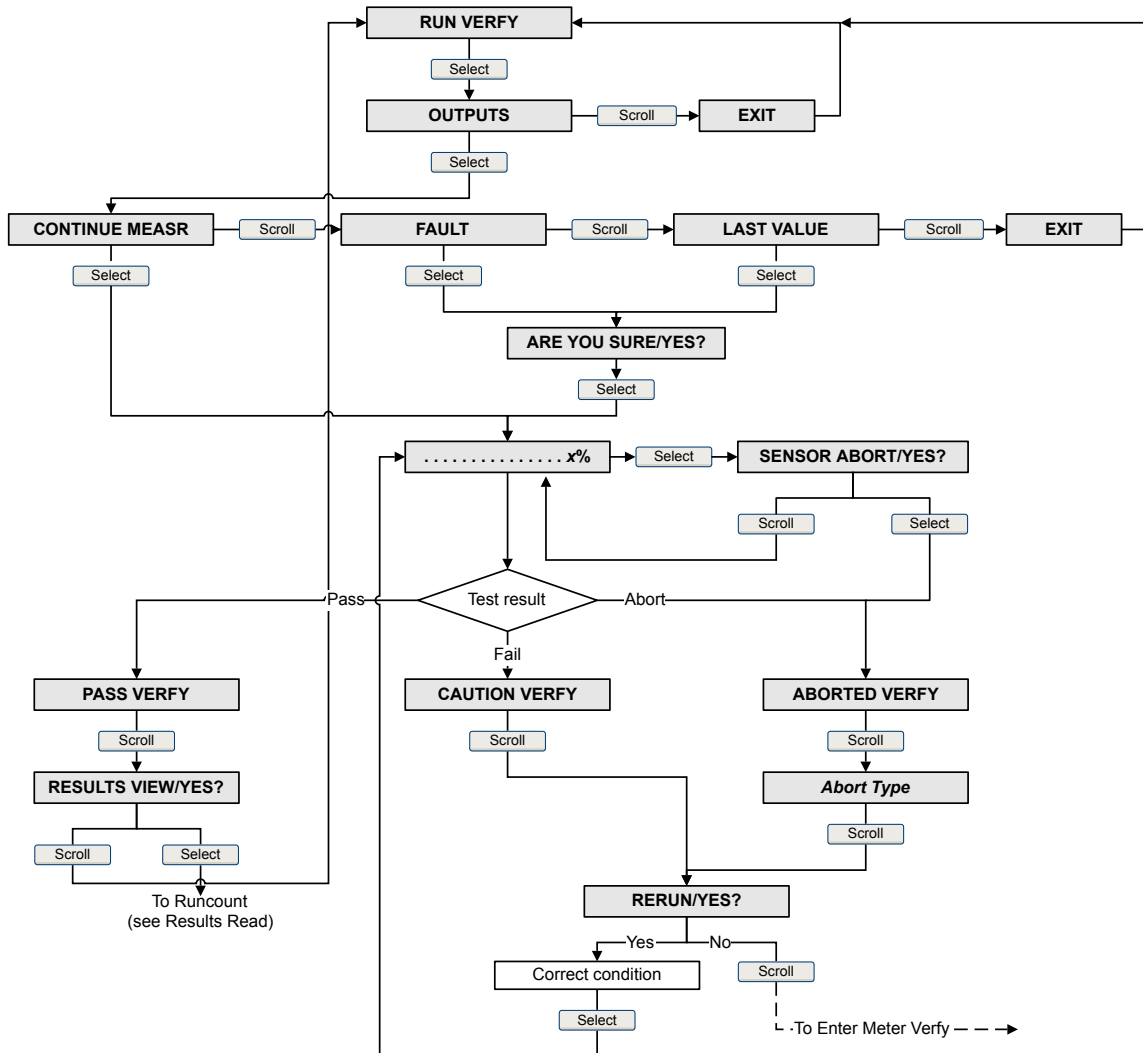 RUN VERFY
Select
OUTPUTS
Scroll
EXIT
Select
CONTINUE MEASR
Scroll
FAULT
Scroll
LAST VALUE
Scroll
EXIT
Select
Select
Select
ARE YOU SURE/YES?
Select
. . . . . . . . . . . . . . . x%
Select
SENSOR ABORT/YES?
Scroll
Select
Pass
Test result
Abort
Fail
PASS VERFY
CAUTION VERFY
ABORTED VERFY
Scroll
Scroll
Scroll
RESULTS VIEW/YES?
Abort Type
Scroll
Select
Scroll
To Runcount
(see Results Read)
RERUN/YES?
Yes
No
Correct condition
Scroll
Select
To Enter Meter Verfy